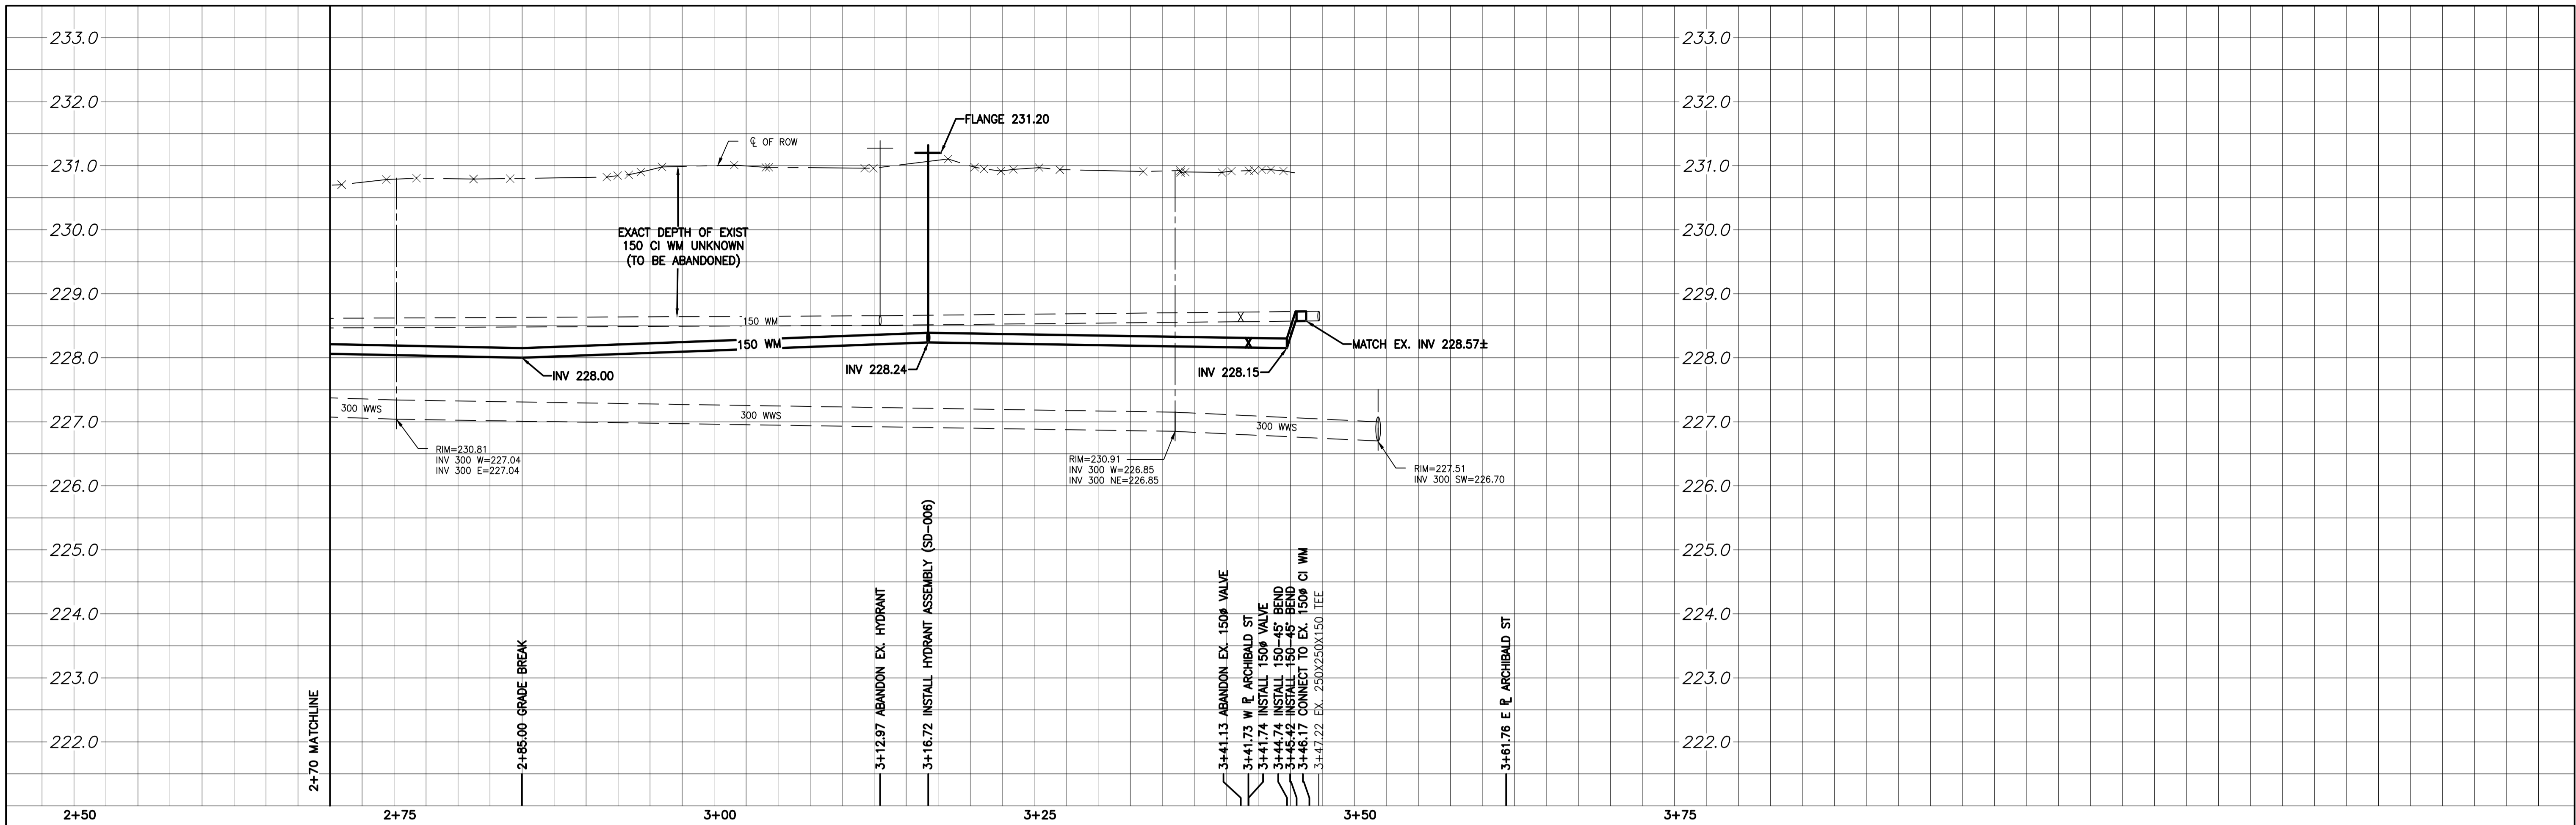 233.0
233.0
232.0
232.0
FLANGE 231.20
℄ OF ROW
231.0
231.0
230.0
EXACT DEPTH OF EXIST
150 CI WM UNKNOWN
(TO BE ABANDONED)
230.0
229.0
229.0
150 WM
150 WM
228.0
MATCH EX. INV 228.57±
228.0
INV 228.00
INV 228.24
INV 228.15
300 WWS
300 WWS
300 WWS
227.0
227.0
RIM=230.81
INV 300 W=227.04
INV 300 E=227.04
RIM=230.91
INV 300 W=226.85
INV 300 NE=226.85
RIM=227.51
INV 300 SW=226.70
226.0
226.0
225.0
225.0
224.0
224.0
223.0
223.0
222.0
222.0
2+70 MATCHLINE
2+85.00 GRADE BREAK
3+12.97 ABANDON EX. HYDRANT
3+16.72 INSTALL HYDRANT ASSEMBLY (SD-006)
3+41.13 ABANDON EX. 150ø VALVE
3+41.73 W ⅊ ARCHIBALD ST
3+41.74 INSTALL 150ø VALVE
3+44.74 INSTALL 150-45° BEND
3+45.42 INSTALL 150-45° BEND
3+46.17 CONNECT TO EX. 150ø CI WM
3+47.22 EX. 250X250X150 TEE
3+61.76 E ⅊ ARCHIBALD ST
2+50
2+75
3+00
3+25
3+50
3+75